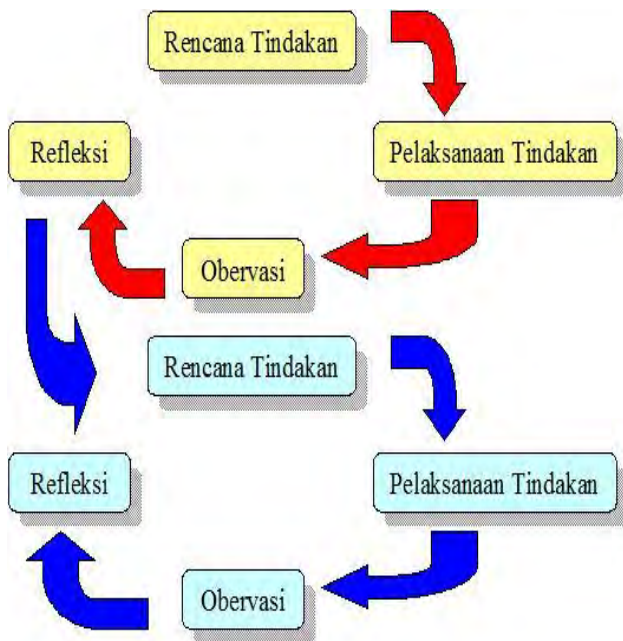 Rencana Tindakan
Refleksi
Pelaksanaan Tindakan
Obervasi
Rencana Tindakan
Refleksi
Pelaksanaan Tindakan
Obervasi